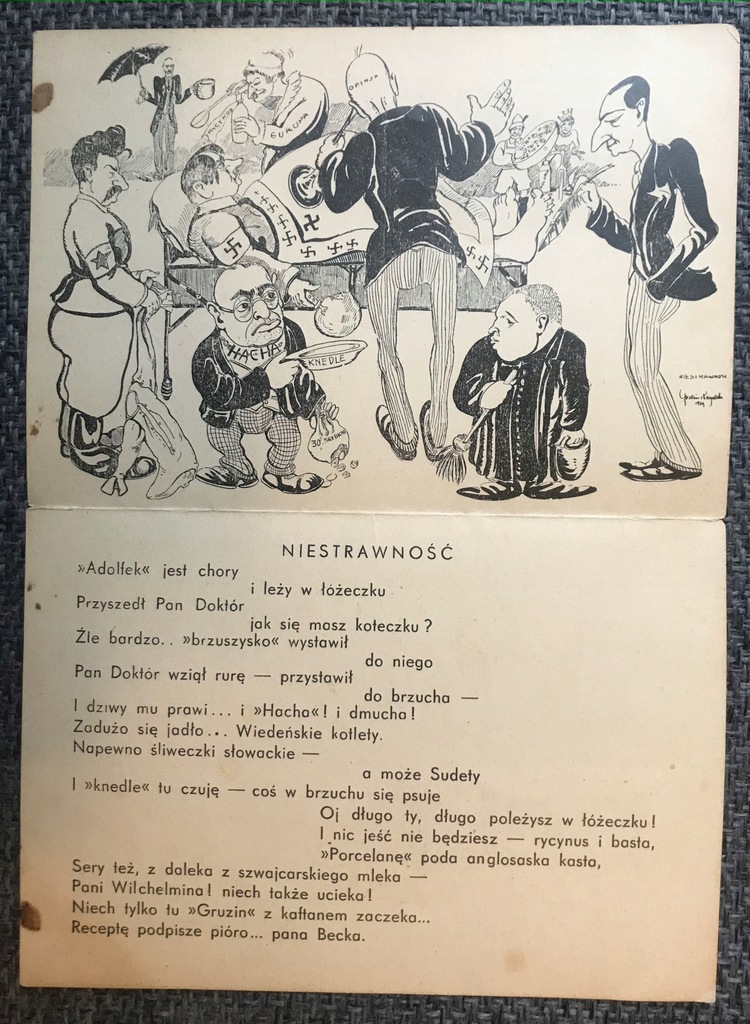 OPINJA
EUROPA
HACHA
KNEDLE
30 SREBRN
1939
NIESTRAWNOŚĆ
»Adolfek« jest chory
i leży w łóżeczku
Przyszedł Pan Doktór
jak się masz koteczku?
Źle bardzo.. »brzuszysko« wystawił
do niego
Pan Doktór wziął rurę — przystawił
do brzucha —
I dziwy mu prawi... i »Hacha«! i dmucha!
Zadużo się jadło... Wiedeńskie kotlety.
Napewno śliweczki słowackie —
a może Sudety
I »knedle« tu czuję — coś w brzuchu się psuje
Oj długo ty, długo poleżysz w łóżeczku!
I nic jeść nie będziesz — rycynus i basta,
»Porcelanę« poda anglosaska kasta,
Sery też, z daleka z szwajcarskiego mleka —
Pani Wilchelmina! niech także ucieka!
Niech tylko tu »Gruzin« z kaftanem zaczeka...
Receptę podpisze pióro... pana Becka.